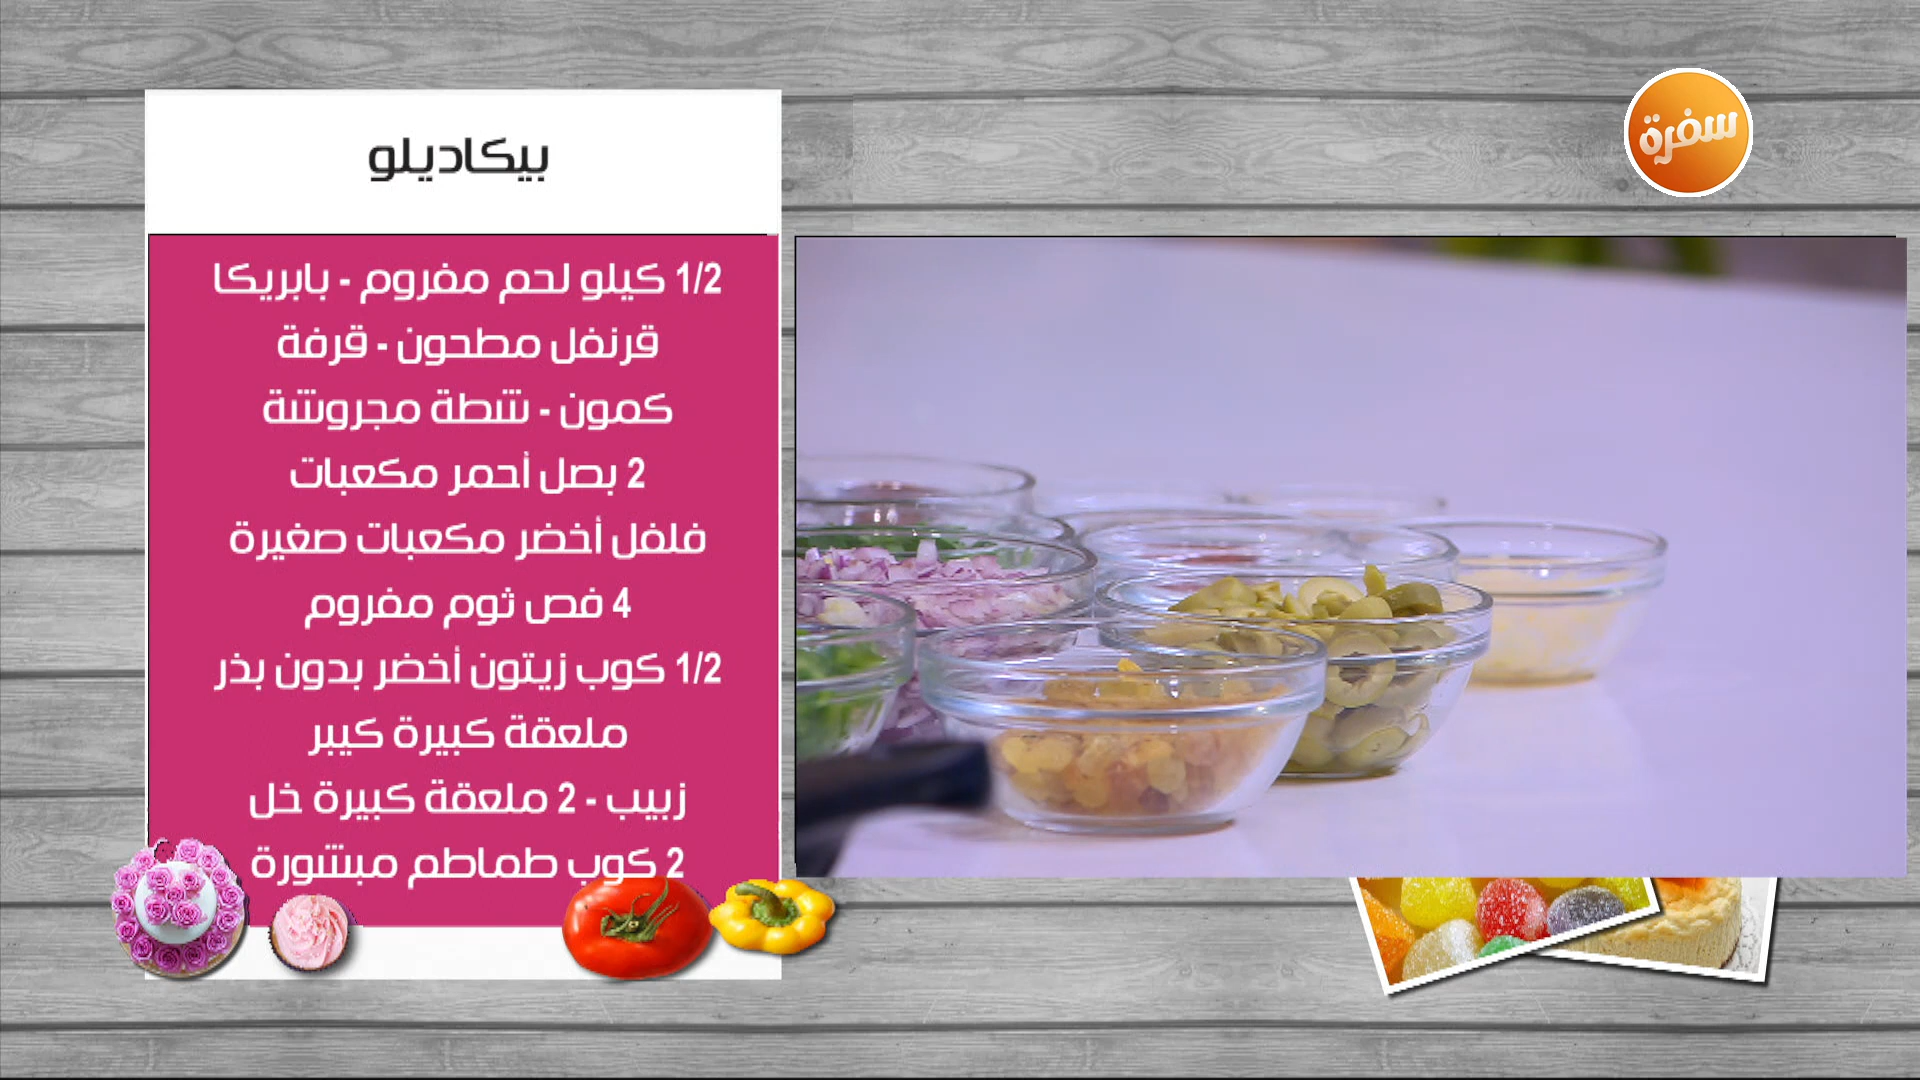 سفرة
بيكاديلو
1/2 كيلو لحم مفروم - بابريكا
قرنفل مطحون - قرفة
كمون - شطة مجروشة
2 بصل أحمر مكعبات
فلفل أخضر مكعبات صغيرة
4 فص ثوم مفروم
1/2 كوب زيتون أخضر بدون بذر
ملعقة كبيرة كيبر
زبيب - 2 ملعقة كبيرة خل
2 كوب طماطم مبشورة